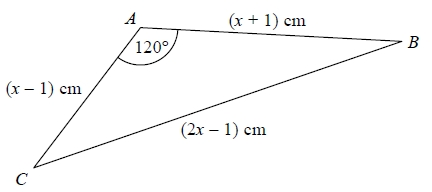 A
(x + 1) cm
B
120°
(x – 1) cm
(2x – 1) cm
C